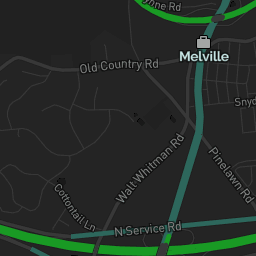 Old Country Rd
Melville
Walt Whitman Rd
Pinelawn Rd
Cottontail Ln
N Service Rd